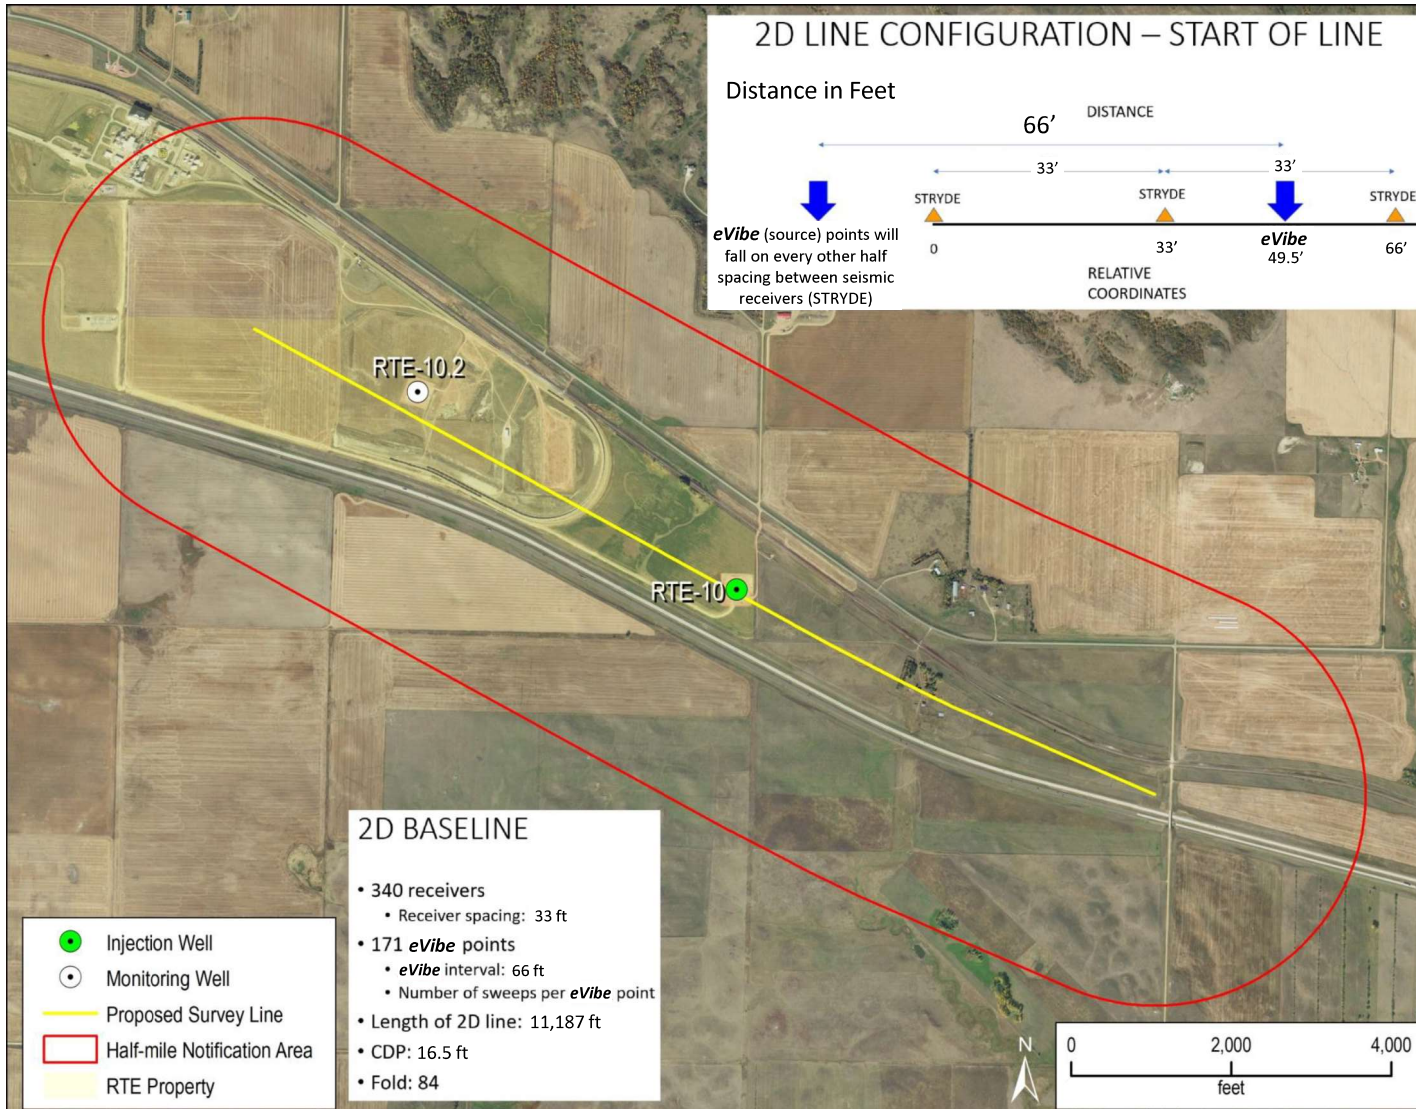 2D LINE CONFIGURATION – START OF LINE
Distance in Feet
DISTANCE
66’
33’
33’
STRYDE
STRYDE
STRYDE
eVibe (source) points will
fall on every other half
spacing between seismic
receivers (STRYDE)
0
33’
eVibe
49.5’
66’
RELATIVE
COORDINATES
RTE-10.2
RTE-10
2D BASELINE
• 340 receivers
• Receiver spacing: 33 ft
• 171 eVibe points
• eVibe interval: 66 ft
• Number of sweeps per eVibe point
• Length of 2D line: 11,187 ft
• CDP: 16.5 ft
• Fold: 84
Injection Well
Monitoring Well
Proposed Survey Line
Half-mile Notification Area
RTE Property
N
0
2,000
4,000
feet